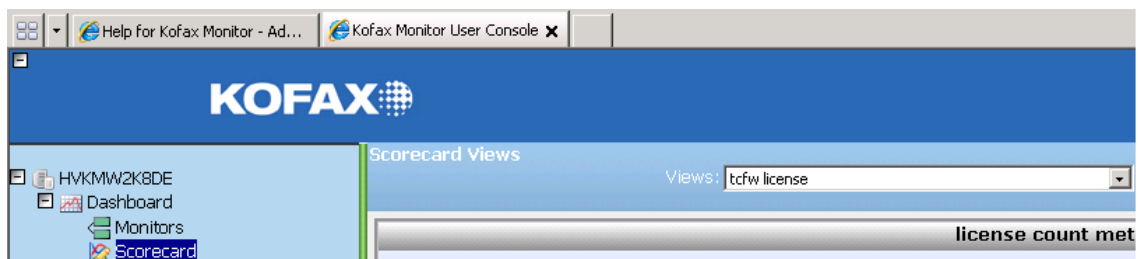 Help for Kofax Monitor - Ad... Kofax Monitor User Console
KOFAX
Scorecard Views
Views: tcfw license
HVKMW2K8DE
Dashboard
Monitors
Scorecard
license count met